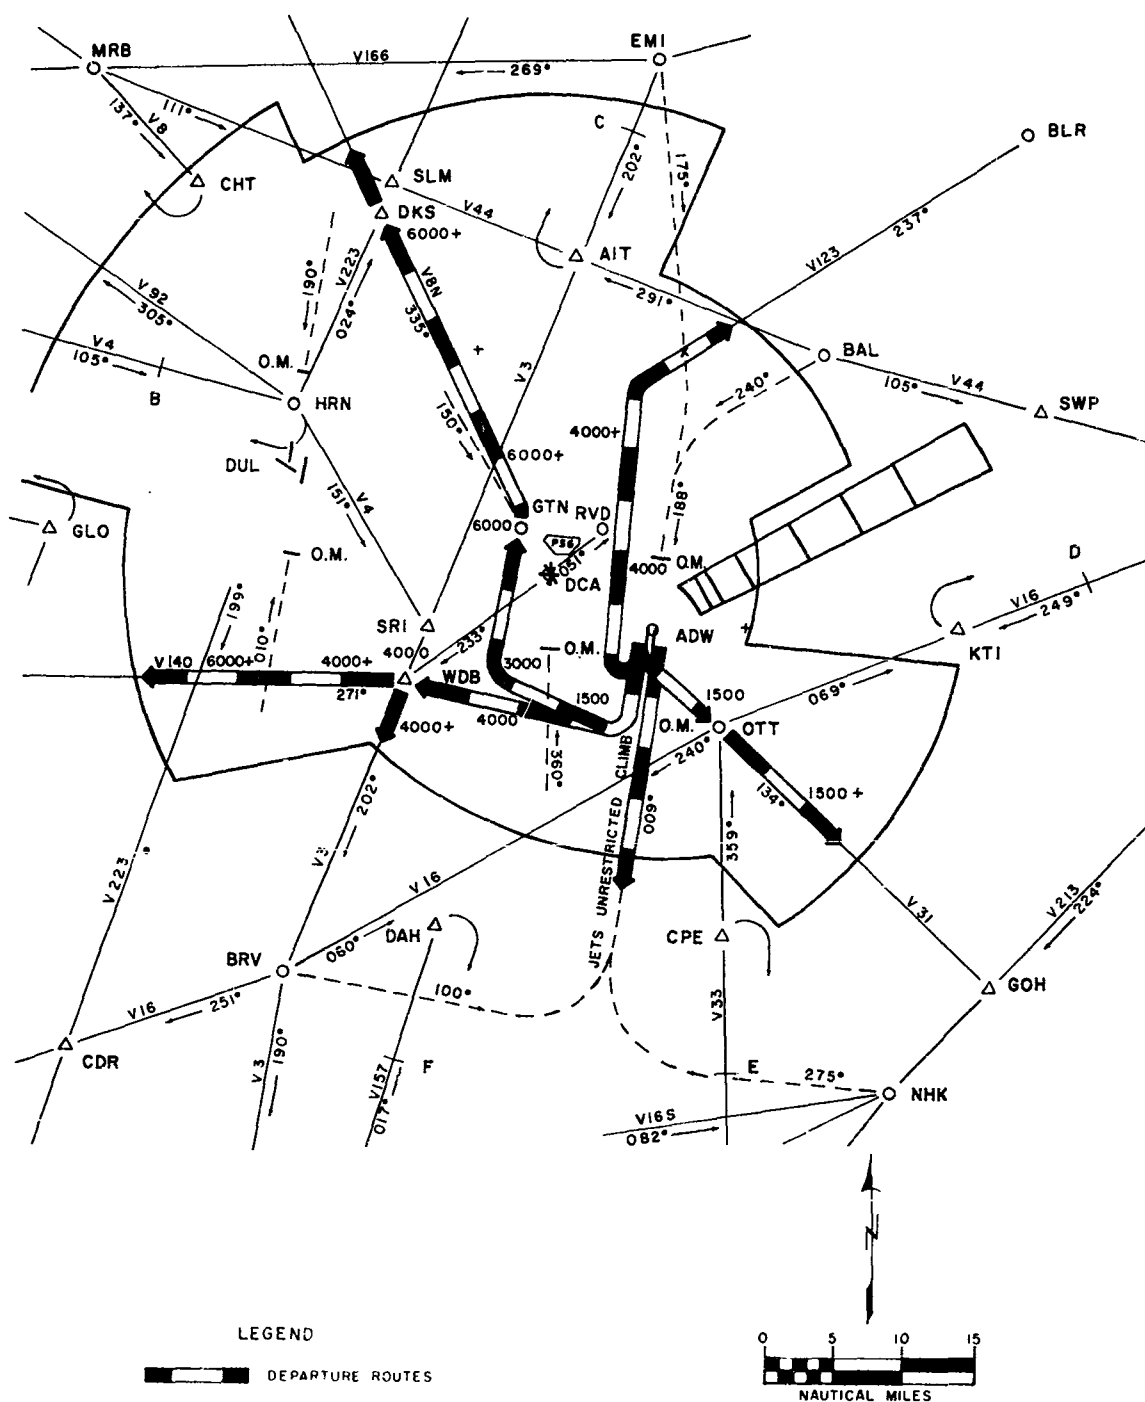 MRB
EMI
V166
269°
BLR
111°
V8
137°
C
202°
175°
CHT
SLM
DKS
6000+
V44
AIT
237°
V123
190°
V223
V8N
V92
305°
024°
335°
291°
V4
105°
O.M.
V3
BAL
B
HRN
240°
105°
V44
SWP
150°
4000+
DUL
6000+
151°
V4
188°
GTN
RVD
6000
GLO
P56
O.M.
051°
4000
O.M.
D
DCA
199°
V16
249°
010°
SRI
233°
O.M.
ADW
KTI
V140
6000+
4000+
4000
WDB
3000
271°
1500
1500
069°
4000+
4000
O.M.
OTT
240°
360°
202°
009°
134°
1500+
359°
V3
V223
V16
JETS UNRESTRICTED CLIMB
V31
V213
224°
DAH
CPE
BRV
060°
GOH
100°
V16
251°
V33
CDR
V3
190°
V157
017°
F
E
275°
NHK
V16S
082°
N
LEGEND
DEPARTURE ROUTES
0 5 10 15
NAUTICAL MILES